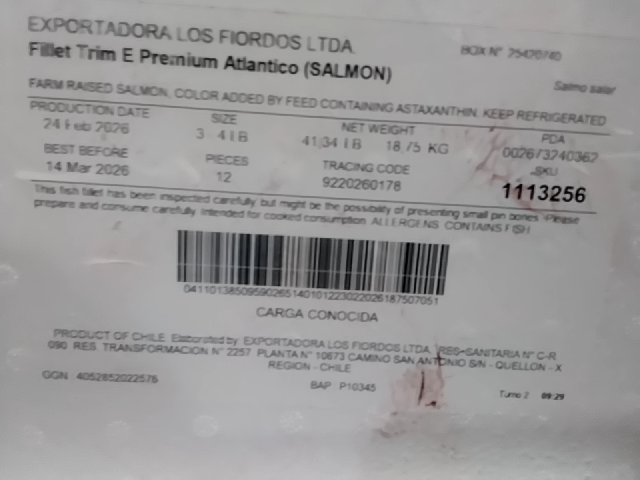 EXPORTADORA LOS FIORDOS LTDA.
BOX N° 75420740
Fillet Trim E Premium Atlantico (SALMON)
Salmo salar
FARM RAISED SALMON, COLOR ADDED BY FEED CONTAINING ASTAXANTHIN. KEEP REFRIGERATED
PRODUCTION DATE SIZE NET WEIGHT PDA
24 Feb 2026 3 4 LB 41,34 LB 18,75 KG 002673240362
BEST BEFORE PIECES TRACING CODE SKU
14 Mar 2026 12 9220260178 1113256
This fish fillet has been inspected carefully but might be the possibility of presenting small pin bones. Please
prepare and consume carefully. Intended for cooked consumption. ALLERGENS CONTAINS FISH
CARGA CONOCIDA
PRODUCT OF CHILE Elaborated by: EXPORTADORA LOS FIORDOS LTDA. RES-SANITARIA N° C-R
090 RES. TRANSFORMACION N° 2257 PLANTA N° 10673 CAMINO SAN ANTONIO S/N - QUELLON - X
REGION - CHILE
GGN : 4052852022576
BAP : P10345
Turno 2 09:29